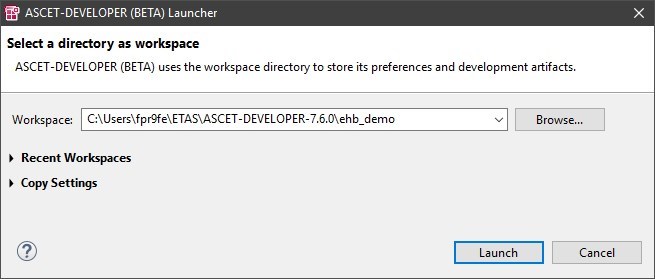 ASCET-DEVELOPER (BETA) Launcher
Select a directory as workspace
ASCET-DEVELOPER (BETA) uses the workspace directory to store its preferences and development artifacts.
Workspace: C:\Users\fpr9fe\ETAS\ASCET-DEVELOPER-7.6.0\ehb_demo Browse...
Recent Workspaces
Copy Settings
? Launch Cancel